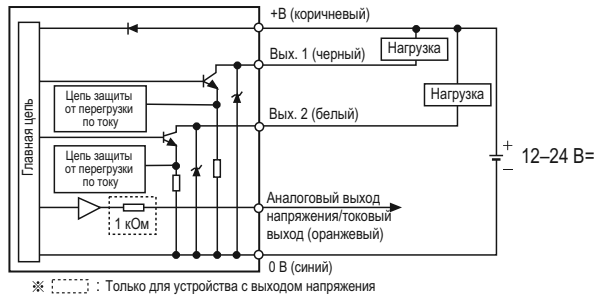 +В (коричневый)
Вых. 1 (черный)
Нагрузка
Нагрузка
Цепь защиты
от перегрузки
по току
Вых. 2 (белый)
Главная цепь
Цепь защиты
от перегрузки
по току
+
12–24 В=
–
Аналоговый выход
напряжения/токовый
выход (оранжевый)
1 кОм
0 В (синий)
※ : Только для устройства с выходом напряжения